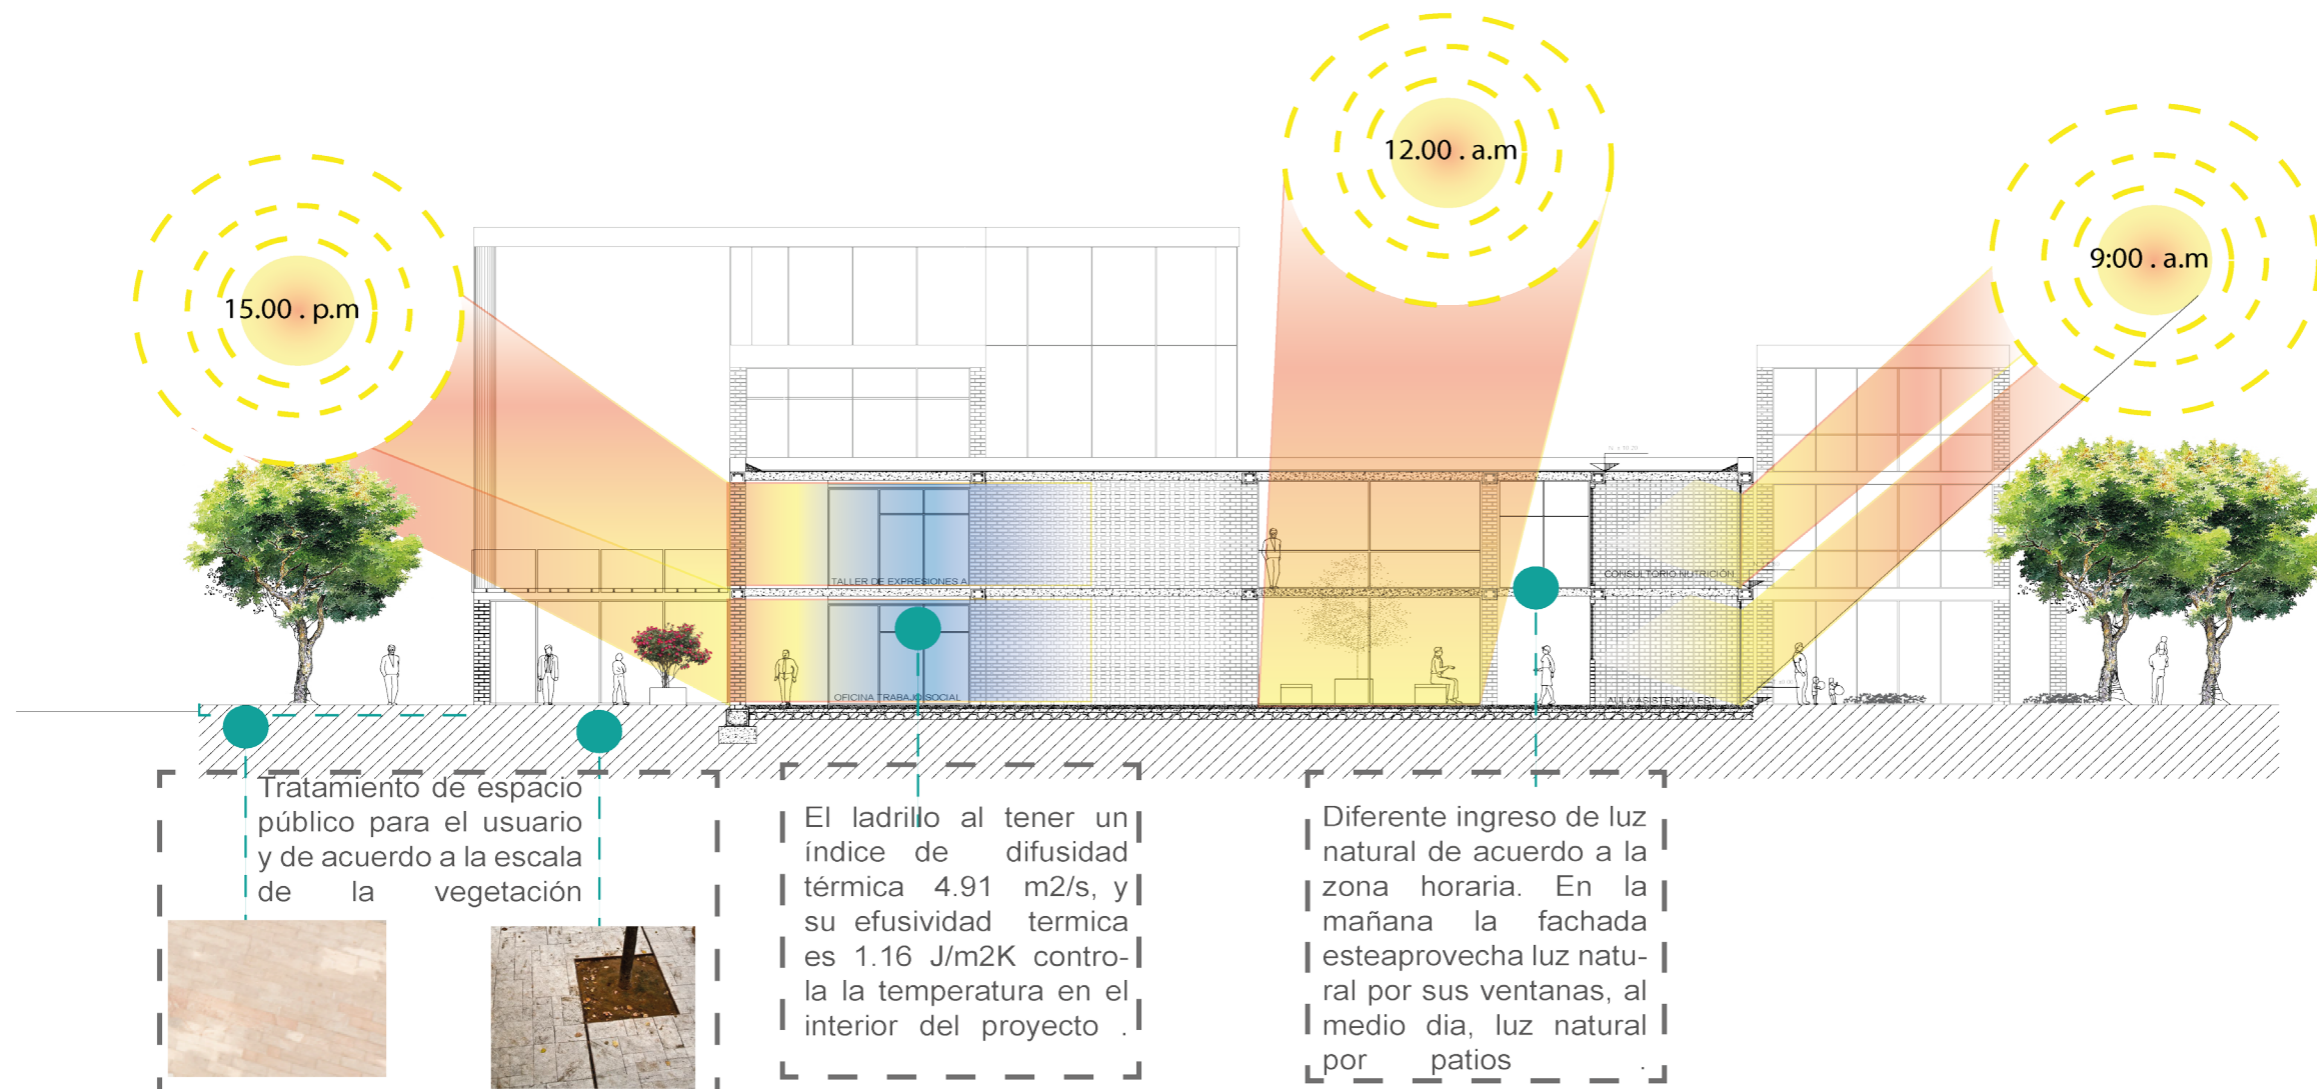 12.00 . a.m
9:00 . a.m
15.00 . p.m
TALLER DE EXPRESIONES A
CONSULTORIO NUTRICIÓN
OFICINA TRABAJO SOCIAL
AULA ASISTENCIA EST
Tratamiento de espacio
público para el usuario
y de acuerdo a la escala
de la vegetación
El ladrillo al tener un
índice de difusidad
térmica 4.91 m2/s, y
su efusividad termica
es 1.16 J/m2K contro-
la la temperatura en el
interior del proyecto .
Diferente ingreso de luz
natural de acuerdo a la
zona horaria. En la
mañana la fachada
esteaprovecha luz natu-
ral por sus ventanas, al
medio dia, luz natural
por patios .